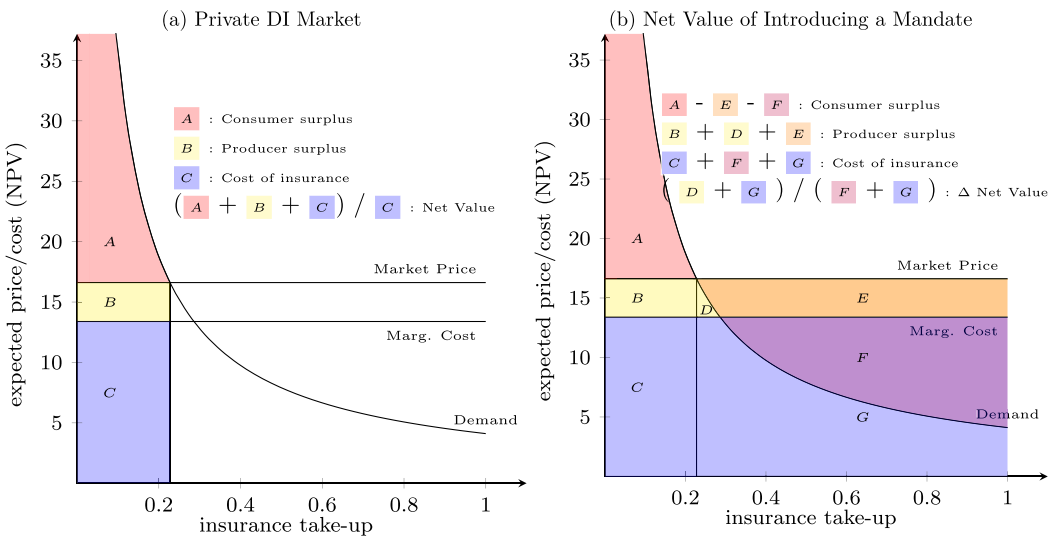 (a) Private DI Market
35
30
25
20
15
10
5
expected price/cost (NPV)
A : Consumer surplus
B : Producer surplus
C : Cost of insurance
( A + B + C ) / C : Net Value
A
B
C
Market Price
Marg. Cost
Demand
0.2 0.4 0.6 0.8 1
insurance take-up
(b) Net Value of Introducing a Mandate
35
30
25
20
15
10
5
expected price/cost (NPV)
A - E - F : Consumer surplus
B + D + E : Producer surplus
C + F + G : Cost of insurance
( D + G ) / ( F + G ) : Δ Net Value
A
B
C
D
E
F
G
Market Price
Marg. Cost
Demand
0.2 0.4 0.6 0.8 1
insurance take-up